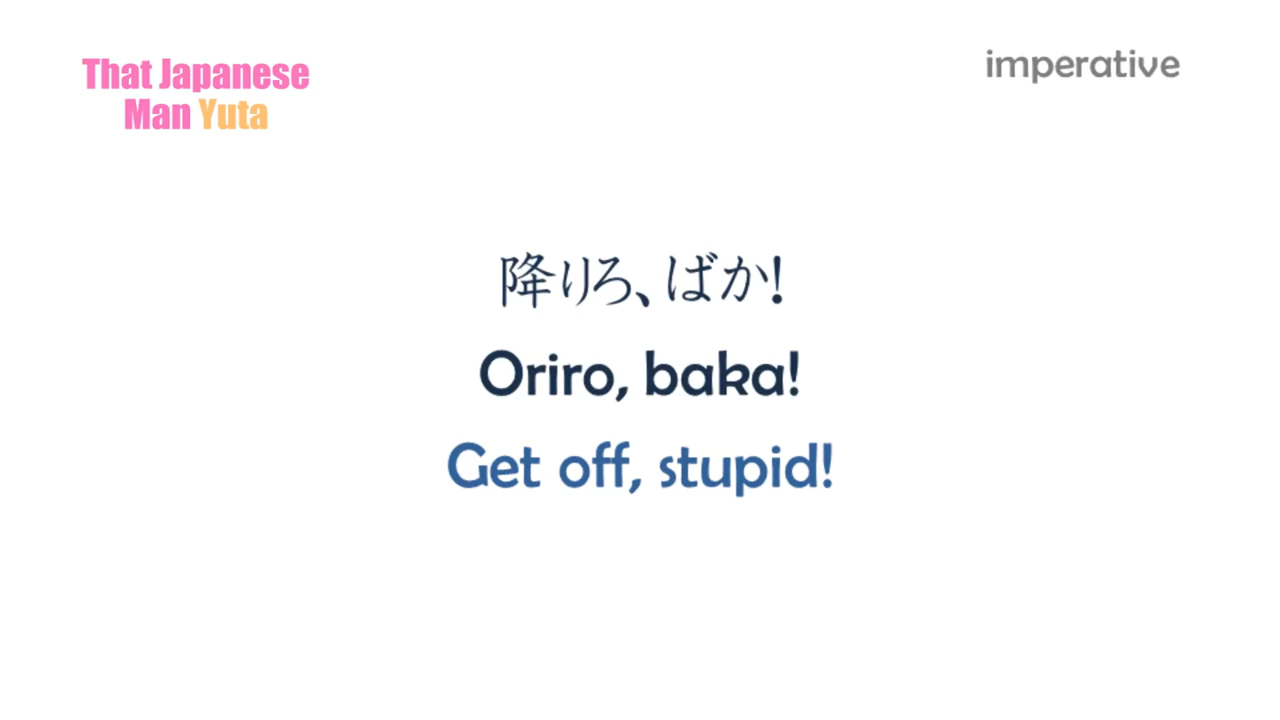 That Japanese
Man Yuta
imperative
降りろ、ばか!
Oriro, baka!
Get off, stupid!